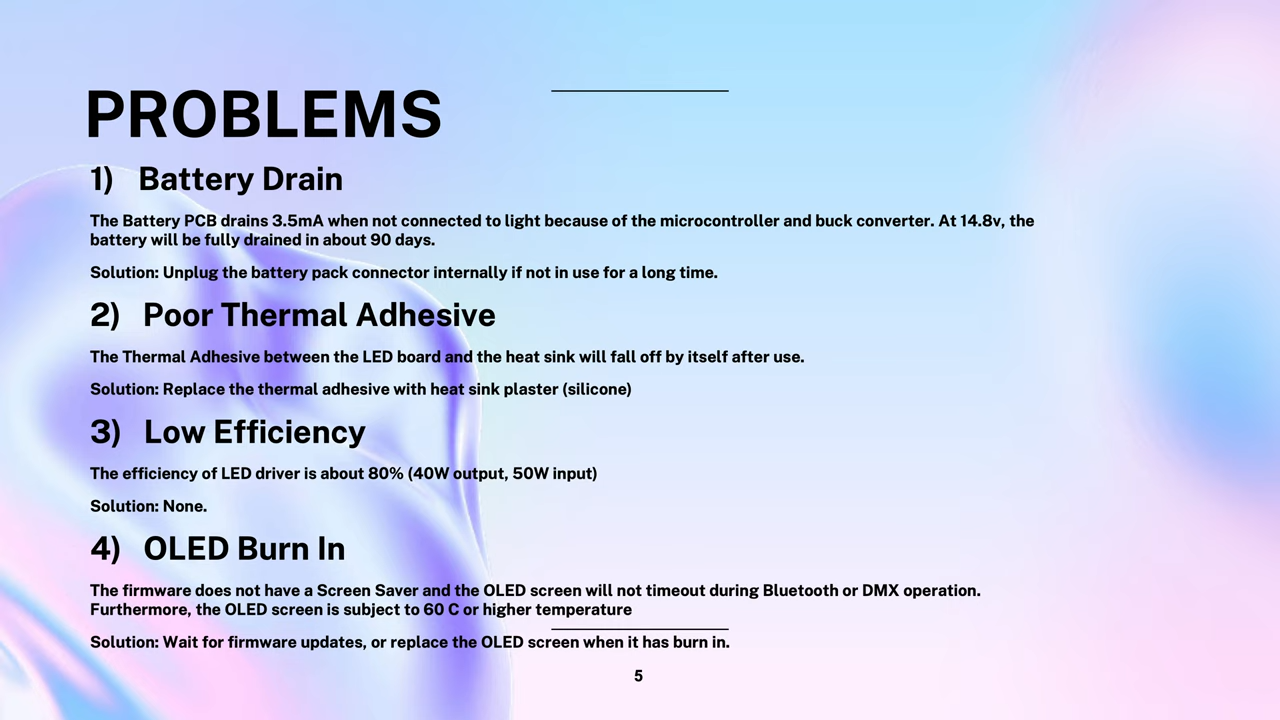 PROBLEMS
1) Battery Drain
The Battery PCB drains 3.5mA when not connected to light because of the microcontroller and buck converter. At 14.8v, the
battery will be fully drained in about 90 days.
Solution: Unplug the battery pack connector internally if not in use for a long time.
2) Poor Thermal Adhesive
The Thermal Adhesive between the LED board and the heat sink will fall off by itself after use.
Solution: Replace the thermal adhesive with heat sink plaster (silicone)
3) Low Efficiency
The efficiency of LED driver is about 80% (40W output, 50W input)
Solution: None.
4) OLED Burn In
The firmware does not have a Screen Saver and the OLED screen will not timeout during Bluetooth or DMX operation.
Furthermore, the OLED screen is subject to 60 C or higher temperature
Solution: Wait for firmware updates, or replace the OLED screen when it has burn in.
5